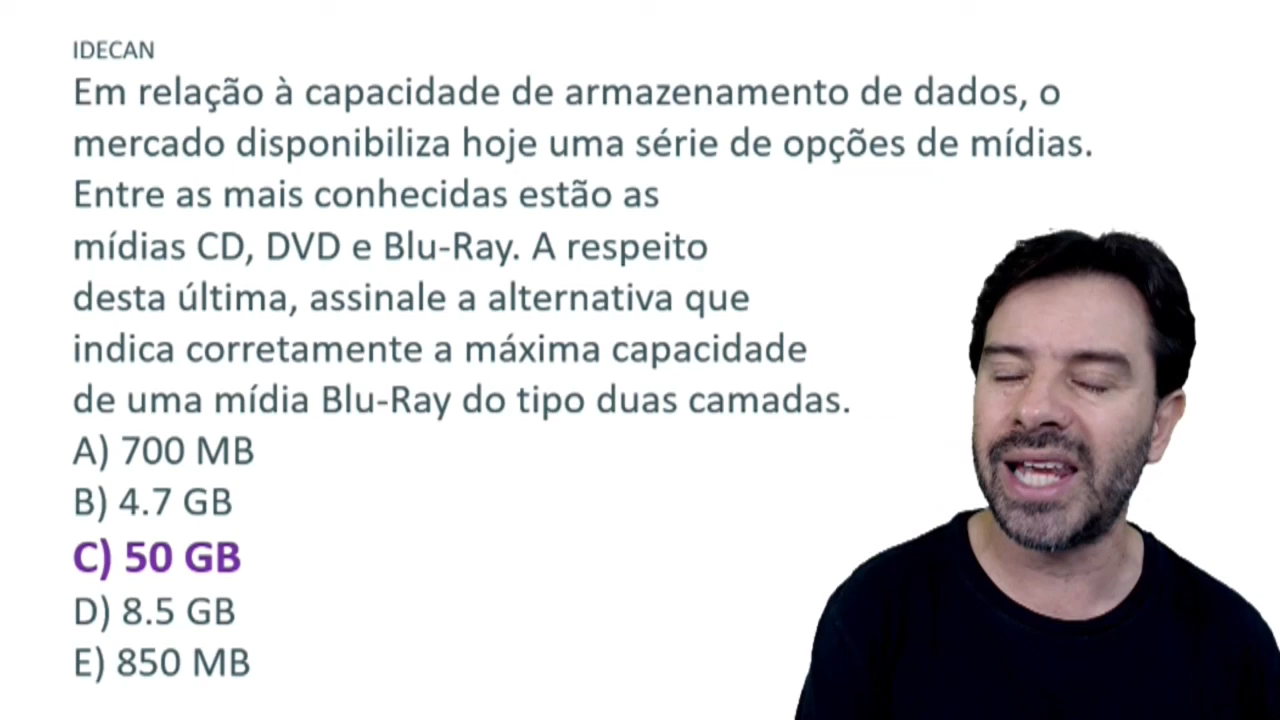 IDECAN
Em relação à capacidade de armazenamento de dados, o
mercado disponibiliza hoje uma série de opções de mídias.
Entre as mais conhecidas estão as
mídias CD, DVD e Blu-Ray. A respeito
desta última, assinale a alternativa que
indica corretamente a máxima capacidade
de uma mídia Blu-Ray do tipo duas camadas.
A) 700 MB
B) 4.7 GB
C) 50 GB
D) 8.5 GB
E) 850 MB